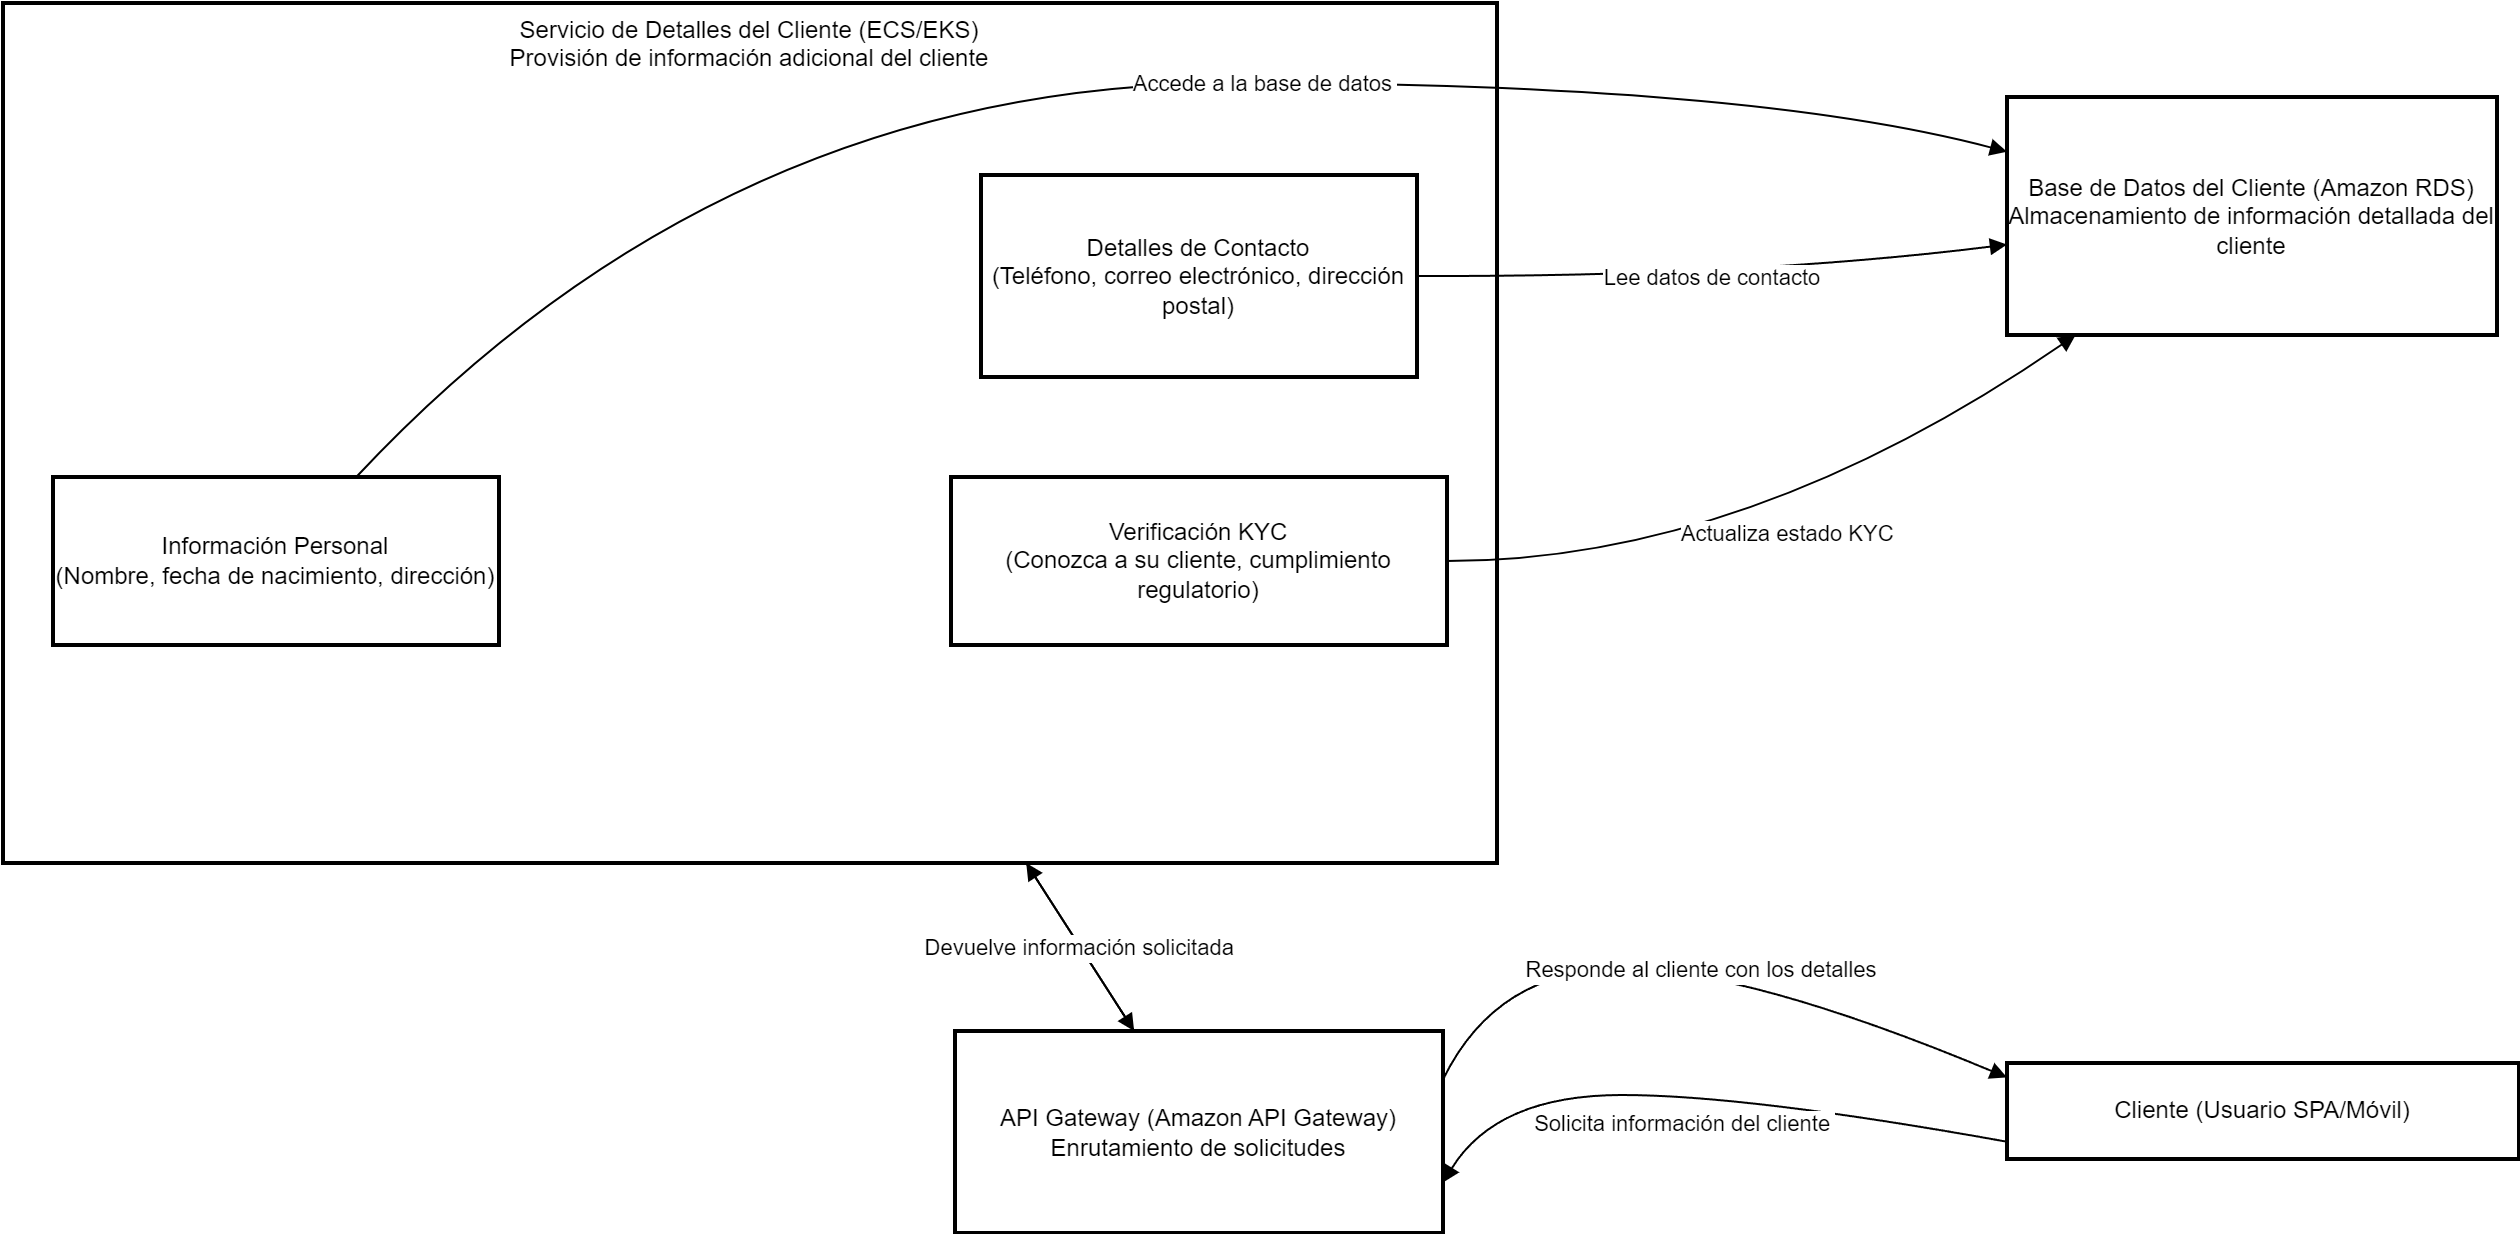 Servicio de Detalles del Cliente (ECS/EKS)
Provisión de información adicional del cliente
Accede a la base de datos
Base de Datos del Cliente (Amazon RDS)
Almacenamiento de información detallada del
cliente
Detalles de Contacto
(Teléfono, correo electrónico, dirección
postal)
Lee datos de contacto
Información Personal
(Nombre, fecha de nacimiento, dirección)
Verificación KYC
(Conozca a su cliente, cumplimiento
regulatorio)
Actualiza estado KYC
Devuelve información solicitada
Responde al cliente con los detalles
API Gateway (Amazon API Gateway)
Enrutamiento de solicitudes
Solicita información del cliente
Cliente (Usuario SPA/Móvil)